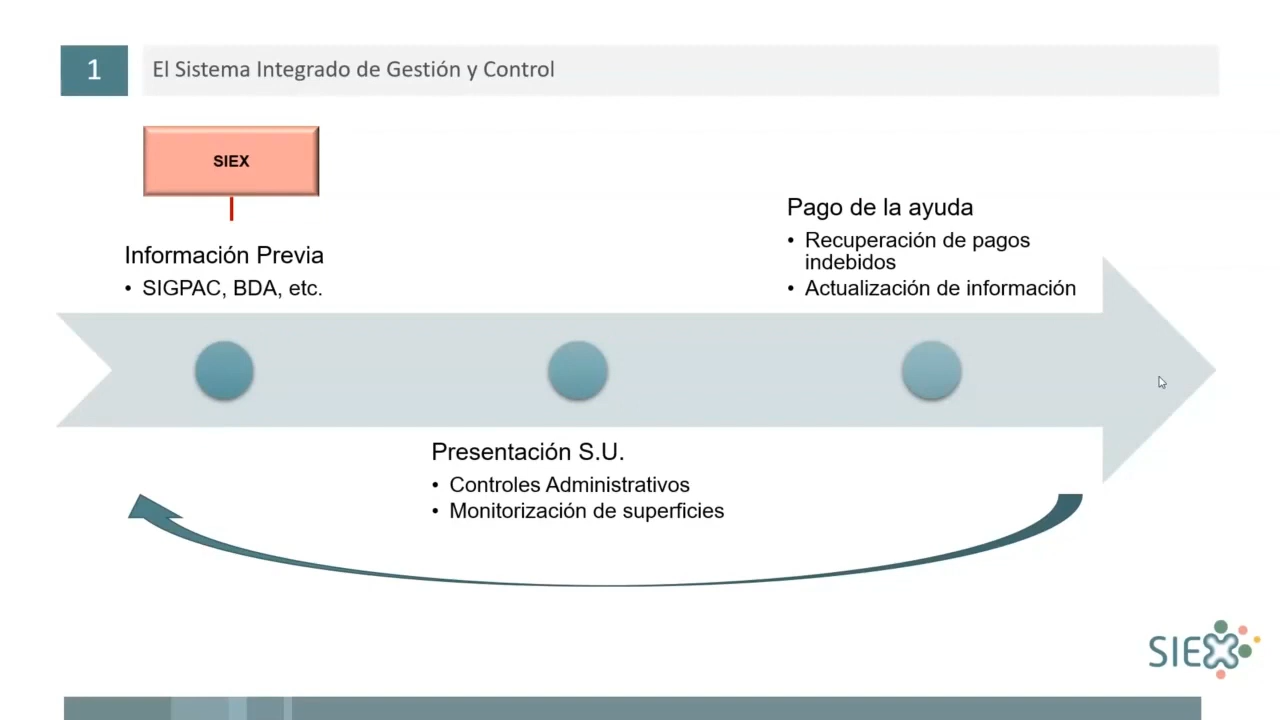 1
El Sistema Integrado de Gestión y Control
SIEX
Información Previa
• SIGPAC, BDA, etc.
Pago de la ayuda
• Recuperación de pagos
indebidos
• Actualización de información
Presentación S.U.
• Controles Administrativos
• Monitorización de superficies
SIEX